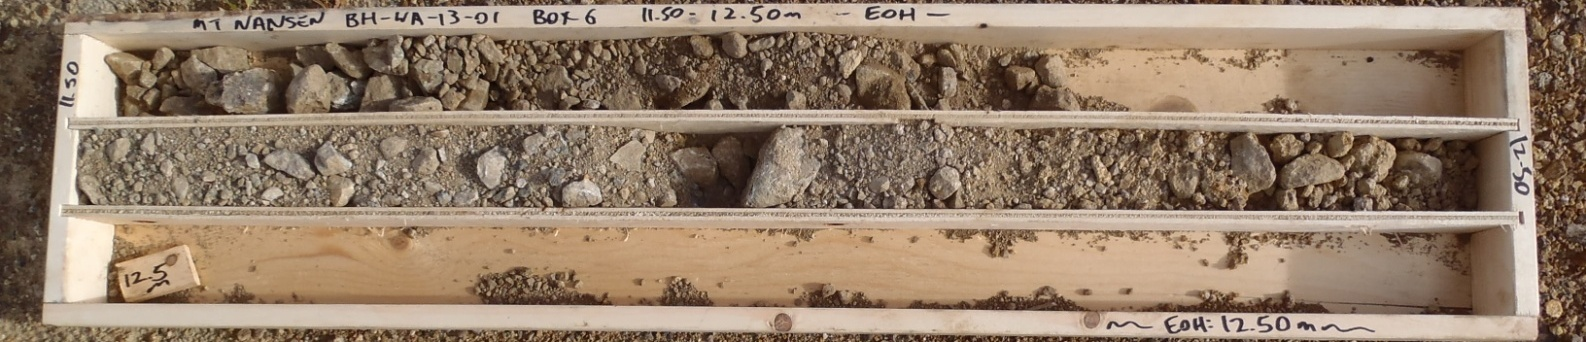 MT NANSEN BH-WA-13-01 BOX 6 11.50-12.50m - EOH -
11.50
12.50
12.5
m
~ EOH: 12.50m ~